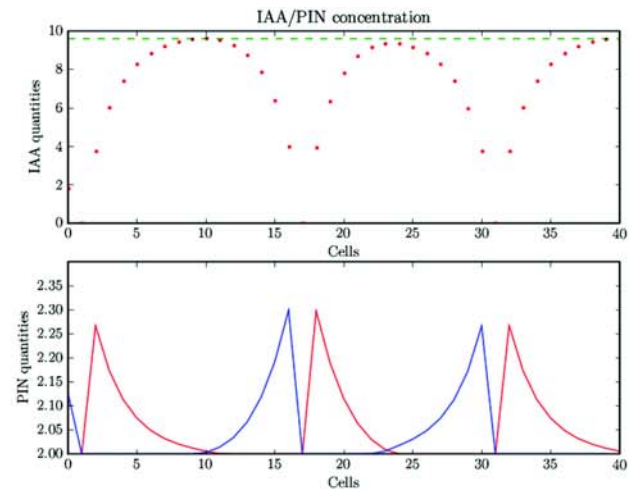 IAA/PIN concentration
10
8
6
4
2
0
IAA quantities
0 5 10 15 20 25 30 35 40
Cells
2.35
2.30
2.25
2.20
2.15
2.10
2.05
2.00
PIN quantities
0 5 10 15 20 25 30 35 40
Cells